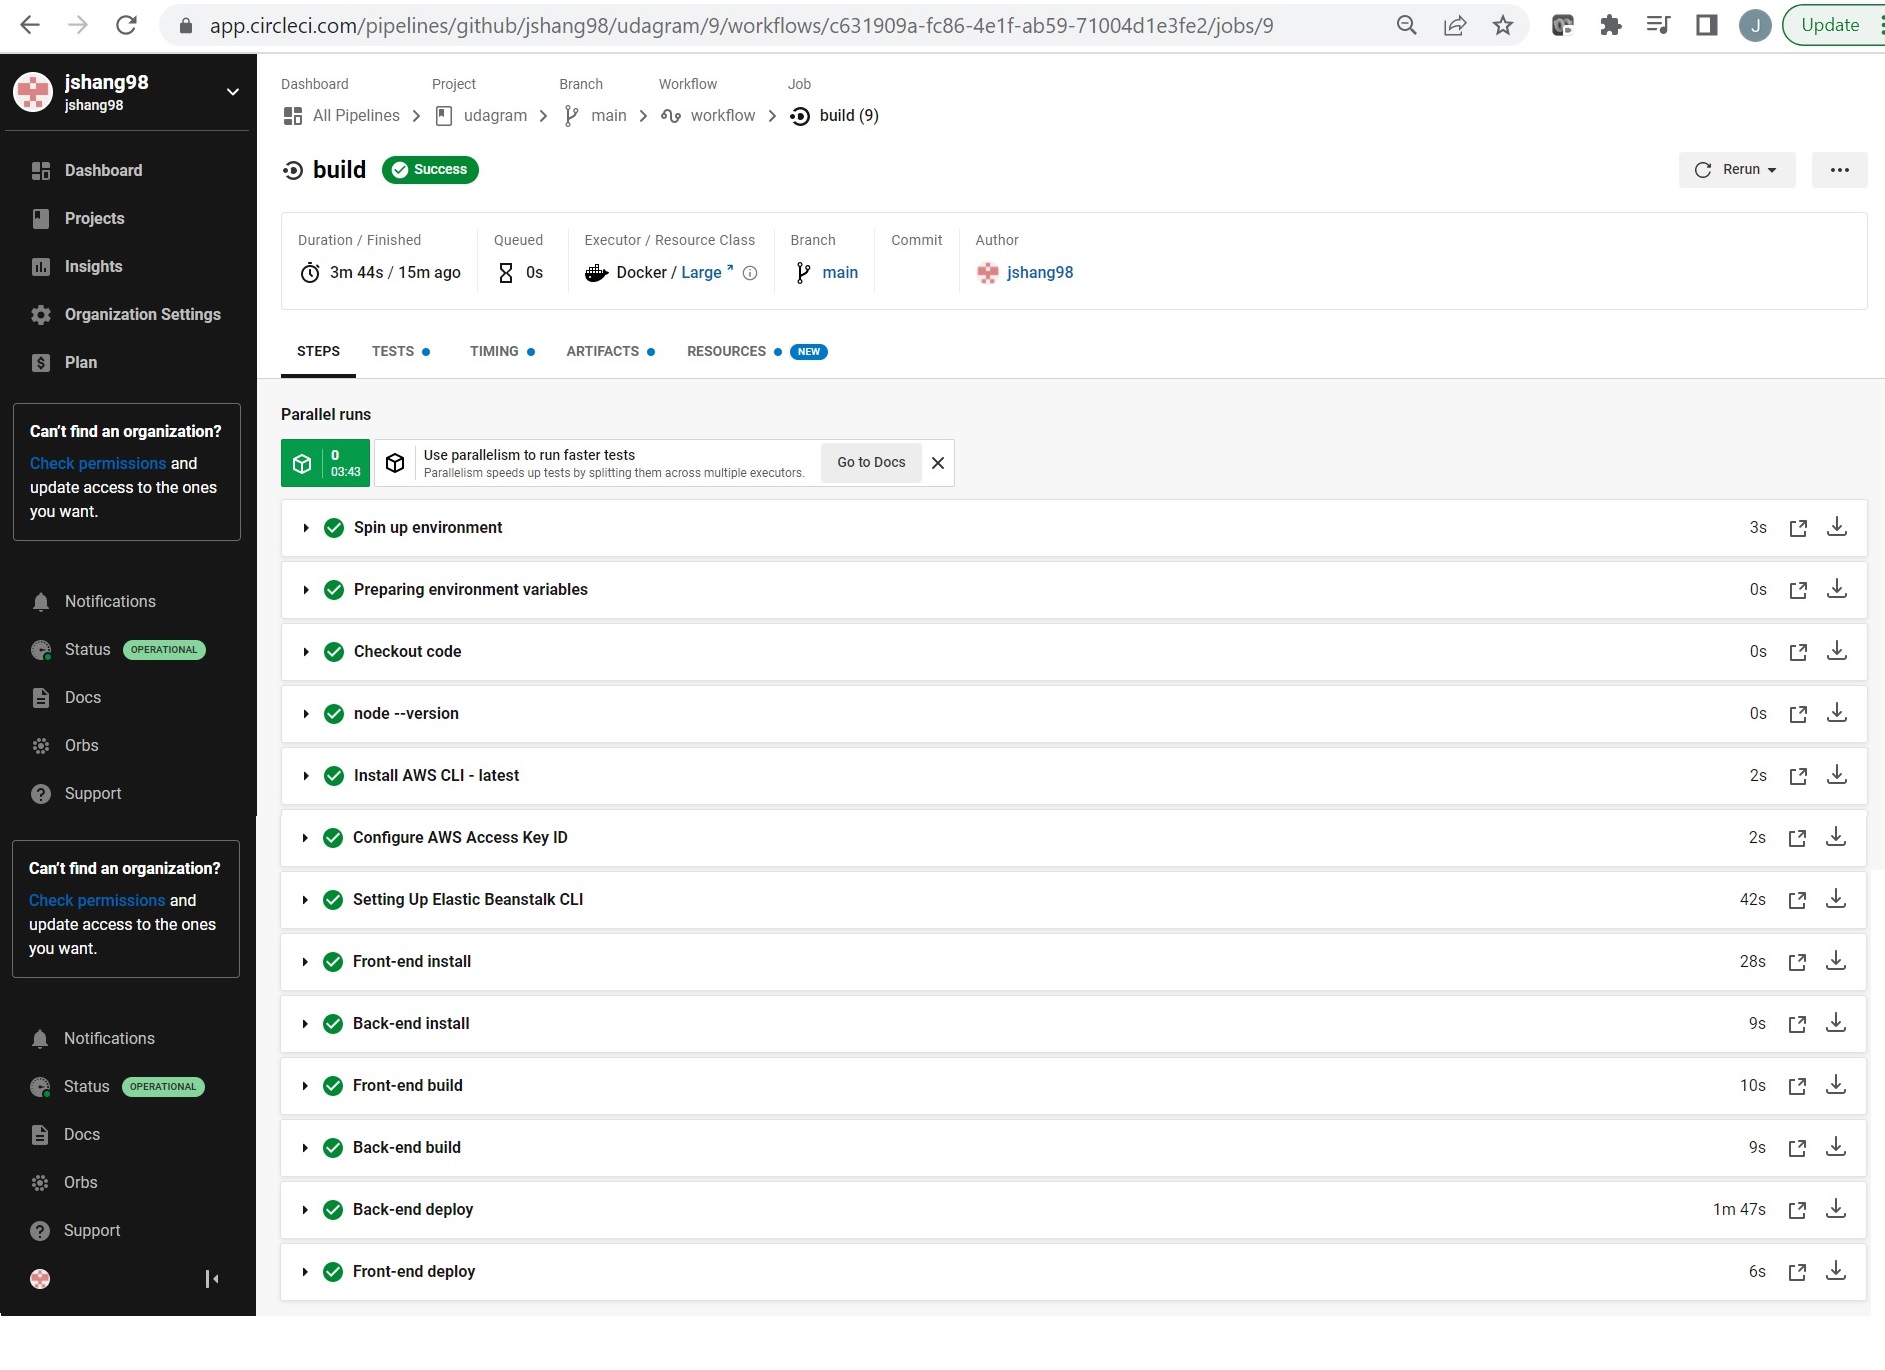 app.circleci.com/pipelines/github/jshang98/udagram/9/workflows/c631909a-fc86-4e1f-ab59-71004d1e3fe2/jobs/9
J
Update
jshang98
jshang98
Dashboard
Projects
Insights
Organization Settings
Plan
Can't find an organization?
Check permissions and
update access to the ones
you want.
Notifications
Status OPERATIONAL
Docs
Orbs
Support
Can't find an organization?
Check permissions and
update access to the ones
you want.
Notifications
Status OPERATIONAL
Docs
Orbs
Support
Dashboard Project Branch Workflow Job
All Pipelines udagram main workflow build (9)
build Success
Rerun
Duration / Finished Queued Executor / Resource Class Branch Commit Author
3m 44s / 15m ago 0s Docker / Large main jshang98
STEPS TESTS TIMING ARTIFACTS RESOURCES NEW
Parallel runs
0
03:43
Use parallelism to run faster tests
Parallelism speeds up tests by splitting them across multiple executors.
Go to Docs
Spin up environment 3s
Preparing environment variables 0s
Checkout code 0s
node --version 0s
Install AWS CLI - latest 2s
Configure AWS Access Key ID 2s
Setting Up Elastic Beanstalk CLI 42s
Front-end install 28s
Back-end install 9s
Front-end build 10s
Back-end build 9s
Back-end deploy 1m 47s
Front-end deploy 6s